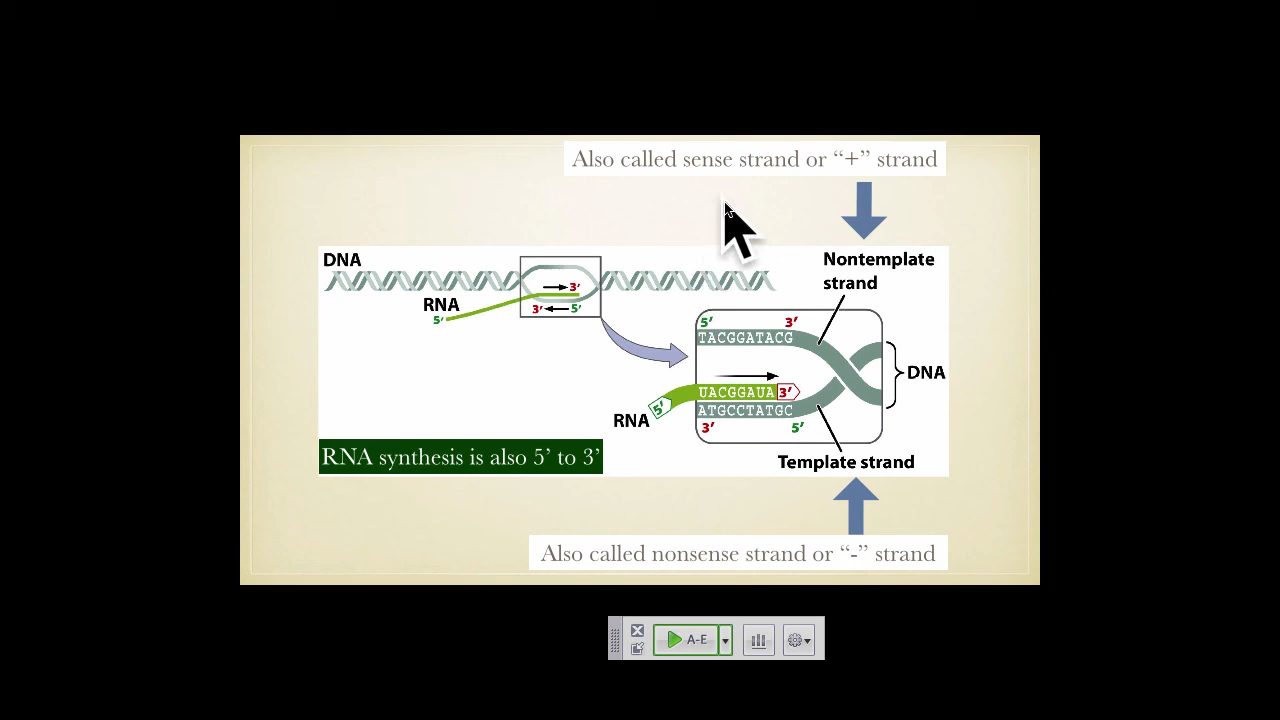 Also called sense strand or “+” strand
DNA
RNA
5’
3’
3’
5’
Nontemplate
strand
5’ 3’
TACGGATACG
UACGGAUA 3’
5’
RNA
ATGCCTATGC
3’ 5’
DNA
Template strand
RNA synthesis is also 5’ to 3’
Also called nonsense strand or “-” strand
A-E